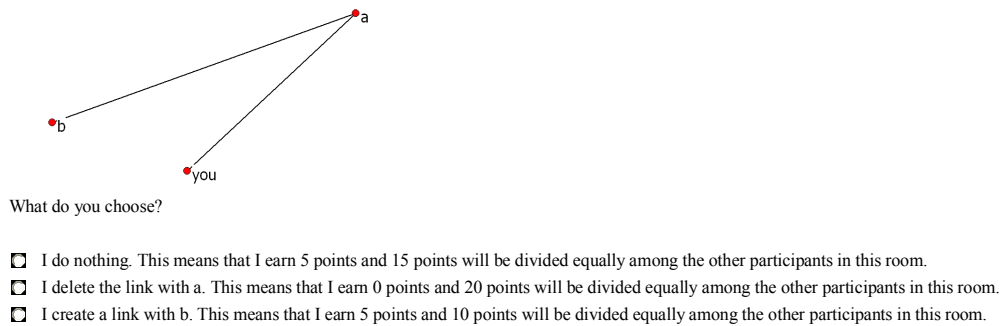 a
b
you
What do you choose?
I do nothing. This means that I earn 5 points and 15 points will be divided equally among the other participants in this room.
I delete the link with a. This means that I earn 0 points and 20 points will be divided equally among the other participants in this room.
I create a link with b. This means that I earn 5 points and 10 points will be divided equally among the other participants in this room.